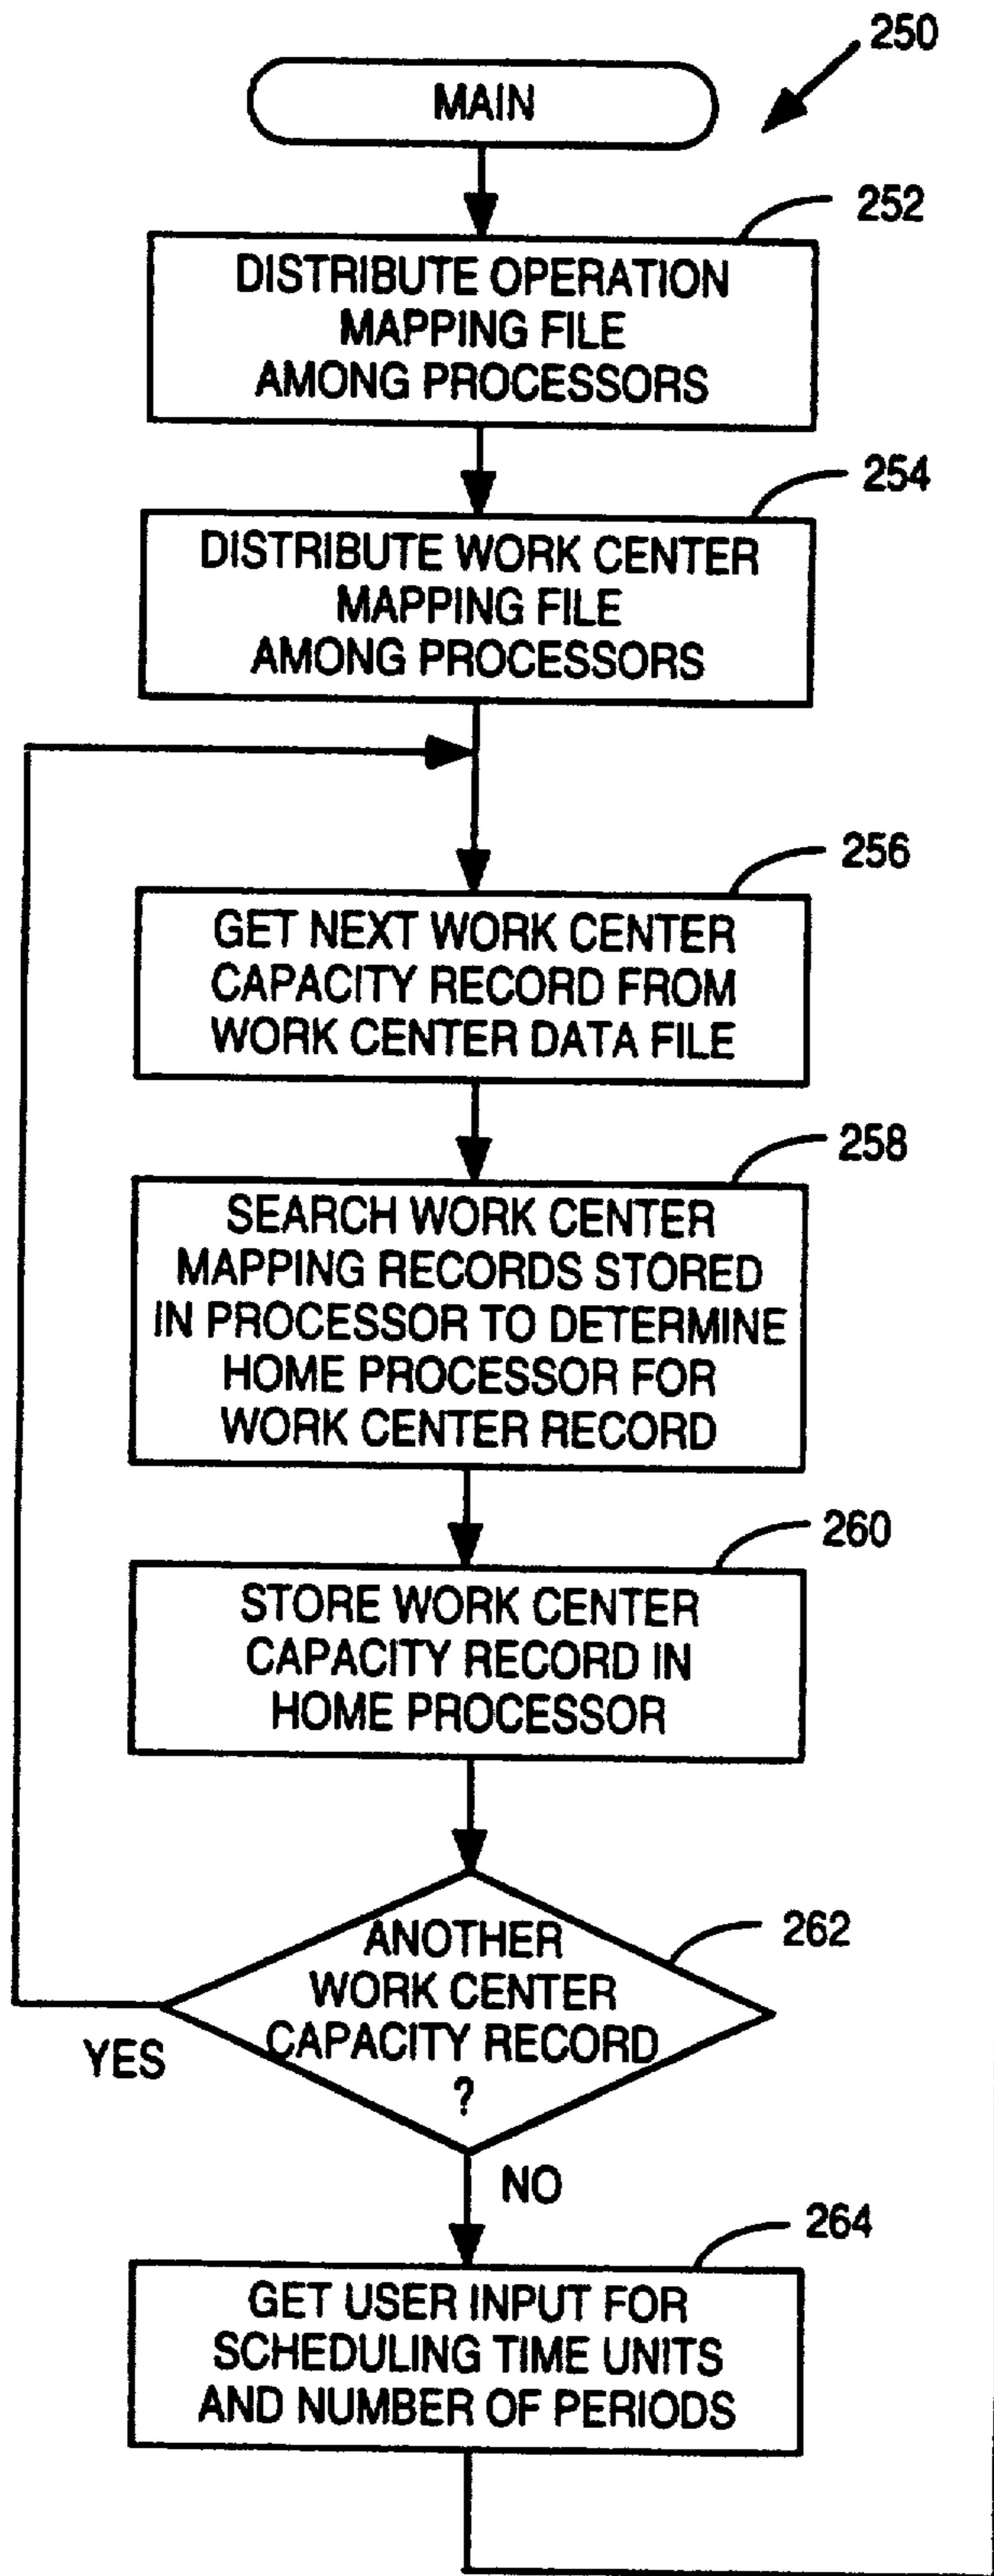 250
MAIN
252
DISTRIBUTE OPERATION
MAPPING FILE
AMONG PROCESSORS
254
DISTRIBUTE WORK CENTER
MAPPING FILE
AMONG PROCESSORS
256
GET NEXT WORK CENTER
CAPACITY RECORD FROM
WORK CENTER DATA FILE
258
SEARCH WORK CENTER
MAPPING RECORDS STORED
IN PROCESSOR TO DETERMINE
HOME PROCESSOR FOR
WORK CENTER RECORD
260
STORE WORK CENTER
CAPACITY RECORD IN
HOME PROCESSOR
262
ANOTHER
WORK CENTER
CAPACITY RECORD
?
YES
NO
264
GET USER INPUT FOR
SCHEDULING TIME UNITS
AND NUMBER OF PERIODS